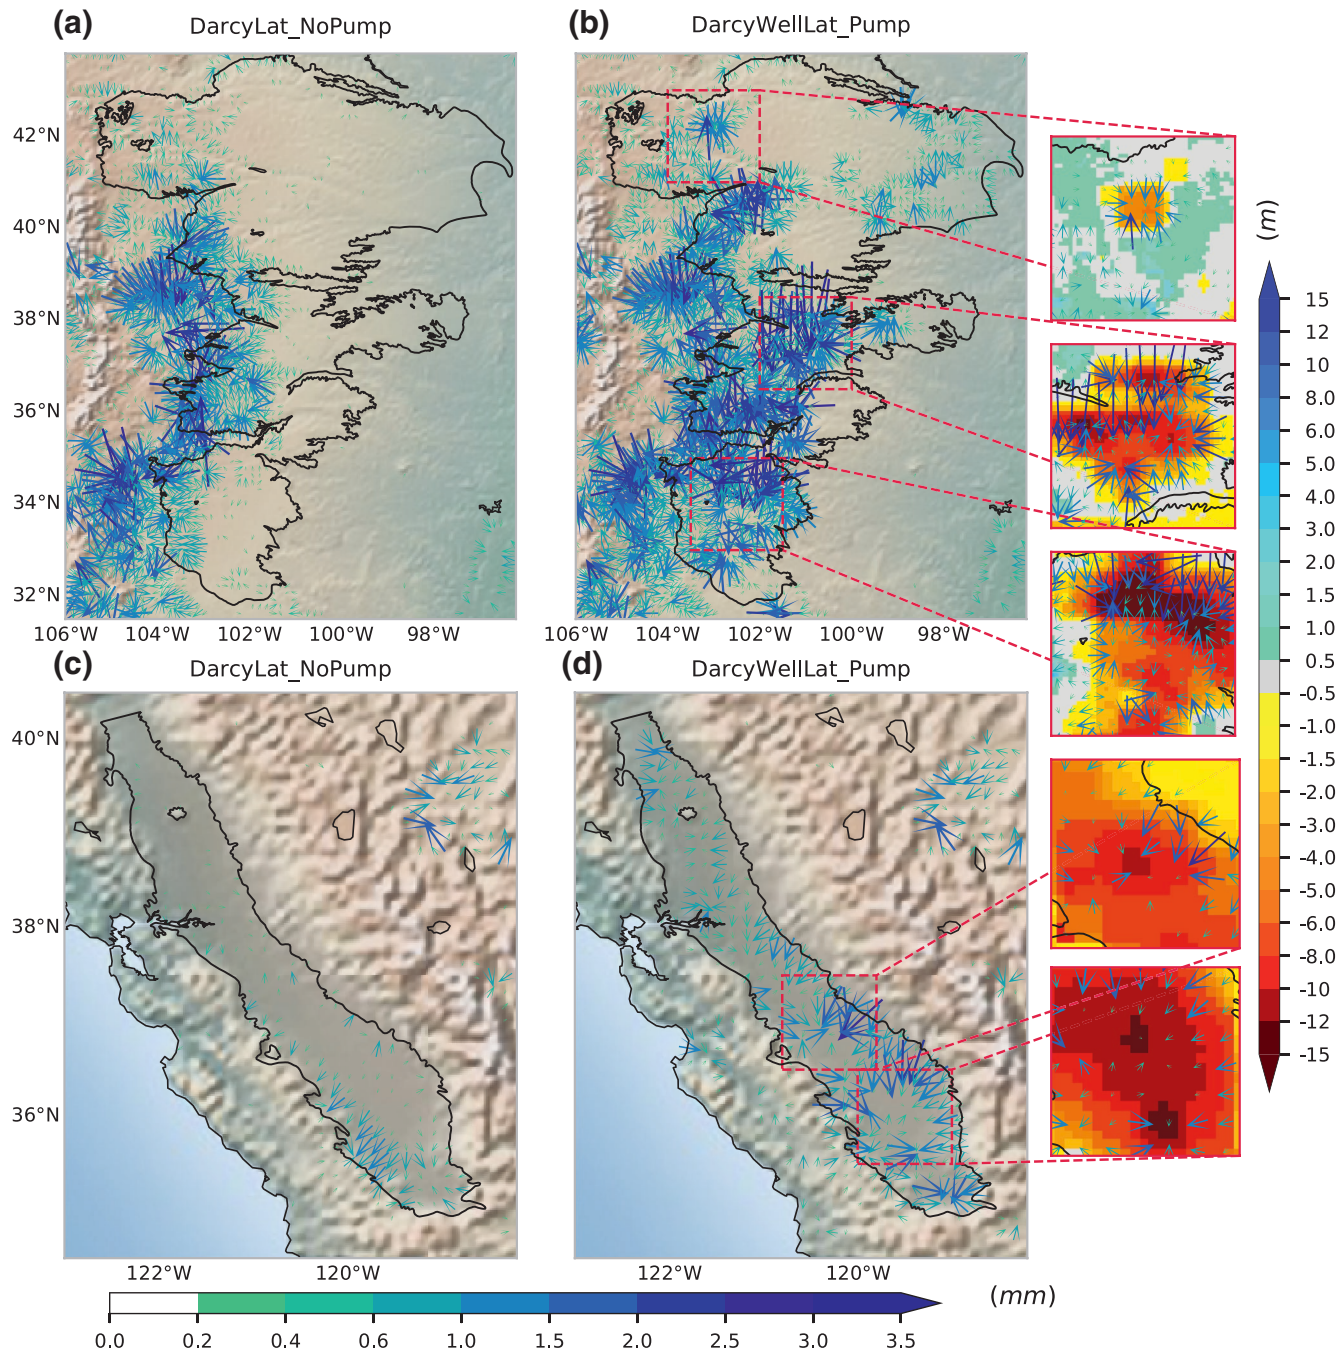 (a) DarcyLat_NoPump
(b) DarcyWellLat_Pump
42°N
40°N
38°N
36°N
34°N
32°N
106°W 104°W 102°W 100°W 98°W
106°W 104°W 102°W 100°W 98°W
(m)
15
12
10
8.0
6.0
5.0
4.0
3.0
2.0
1.5
1.0
0.5
-0.5
-1.0
-1.5
-2.0
-3.0
-4.0
-5.0
-6.0
-8.0
-10
-12
-15
(c) DarcyLat_NoPump
(d) DarcyWellLat_Pump
40°N
38°N
36°N
122°W 120°W
122°W 120°W
0.0 0.2 0.4 0.6 1.0 1.5 2.0 2.5 3.0 3.5
(mm)